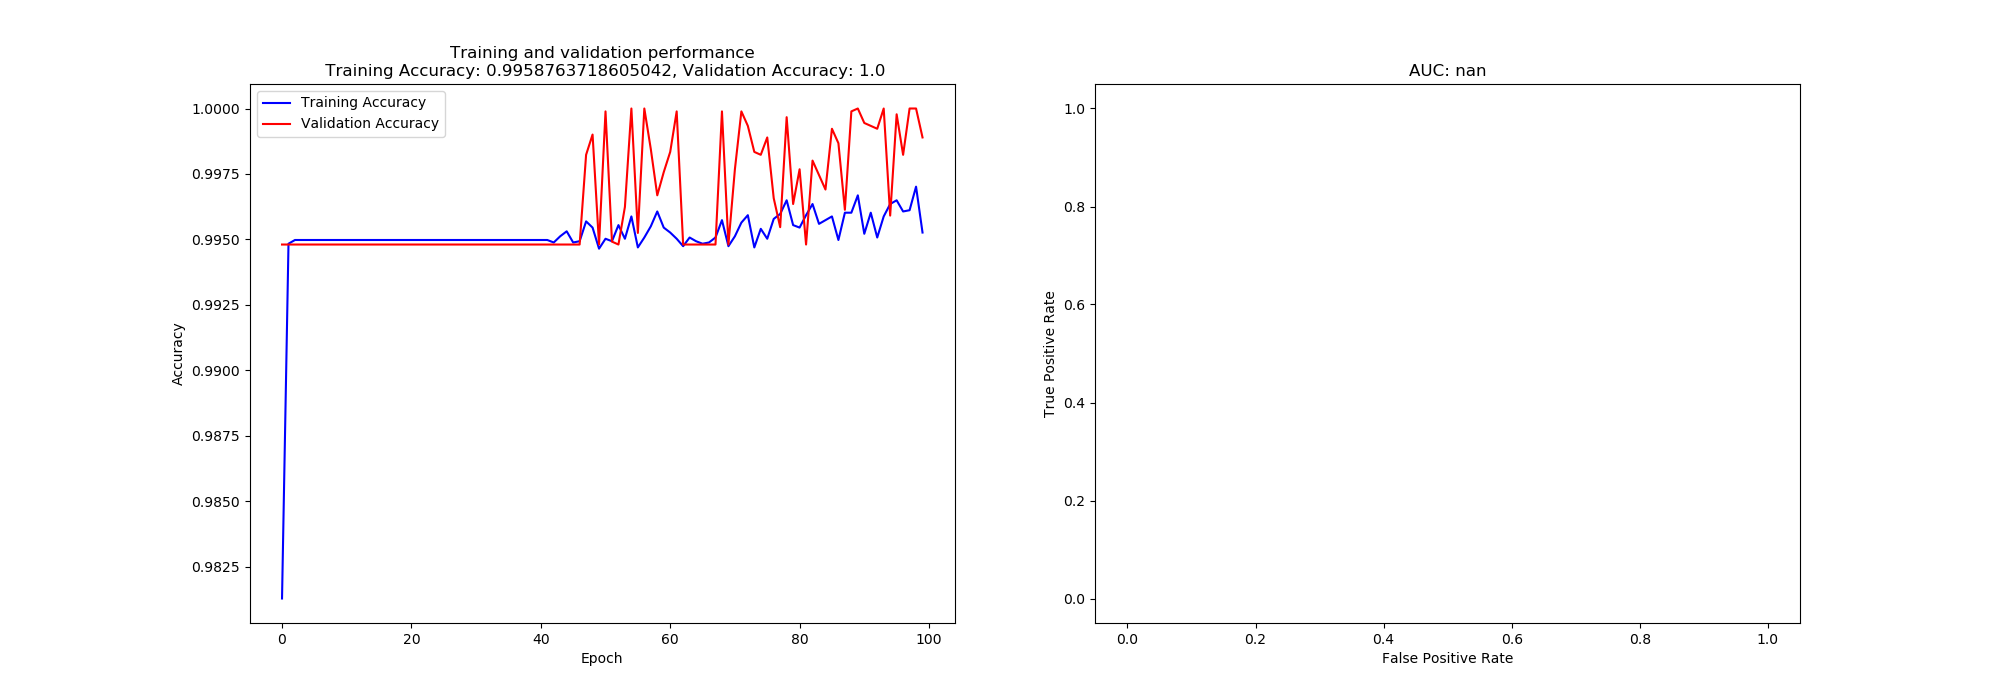 Training and validation performance
Training Accuracy: 0.9958763718605042, Validation Accuracy: 1.0
Training Accuracy
Validation Accuracy
1.0000
0.9975
0.9950
0.9925
0.9900
0.9875
0.9850
0.9825
Accuracy
0
20
40
60
80
100
Epoch
AUC: nan
1.0
0.8
0.6
0.4
0.2
0.0
True Positive Rate
0.0
0.2
0.4
0.6
0.8
1.0
False Positive Rate